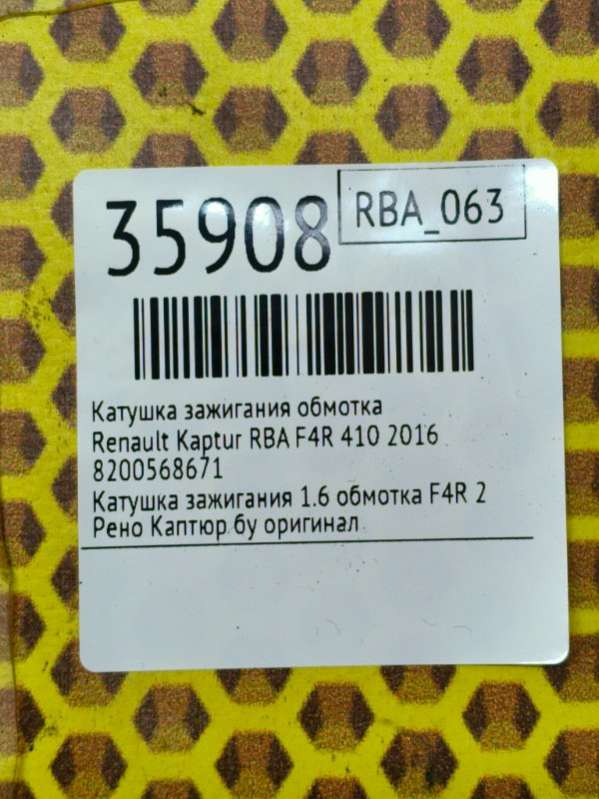 35908
RBA_063
Катушка зажигания обмотка
Renault Kaptur RBA F4R 410 2016
8200568671
Катушка зажигания 1.6 обмотка F4R 2
Рено Каптюр бу оригинал